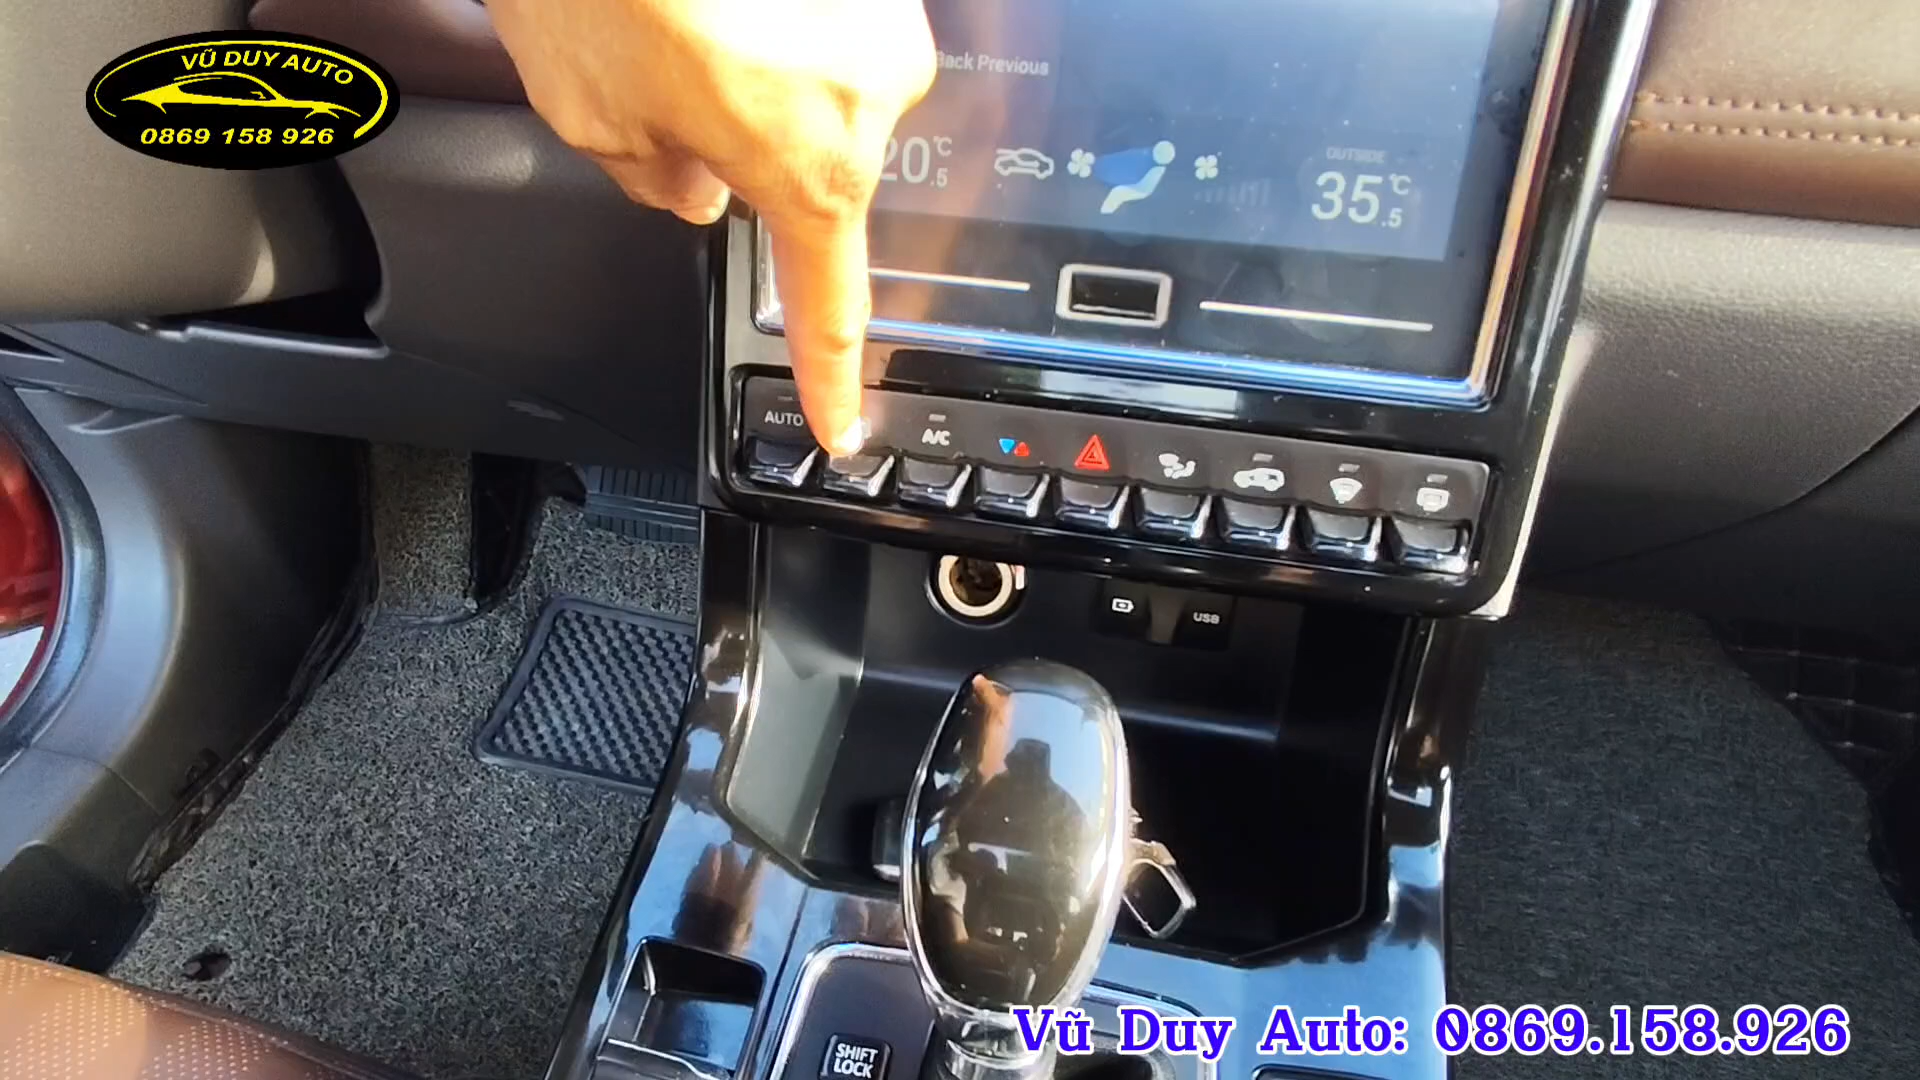 VŨ DUY AUTO
0869 158 926
Back Previous
20.5 °C
OUTSIDE
35.5 °C
AUTO
A/C
USB
SHIFT
LOCK
Vũ Duy Auto: 0869.158.926